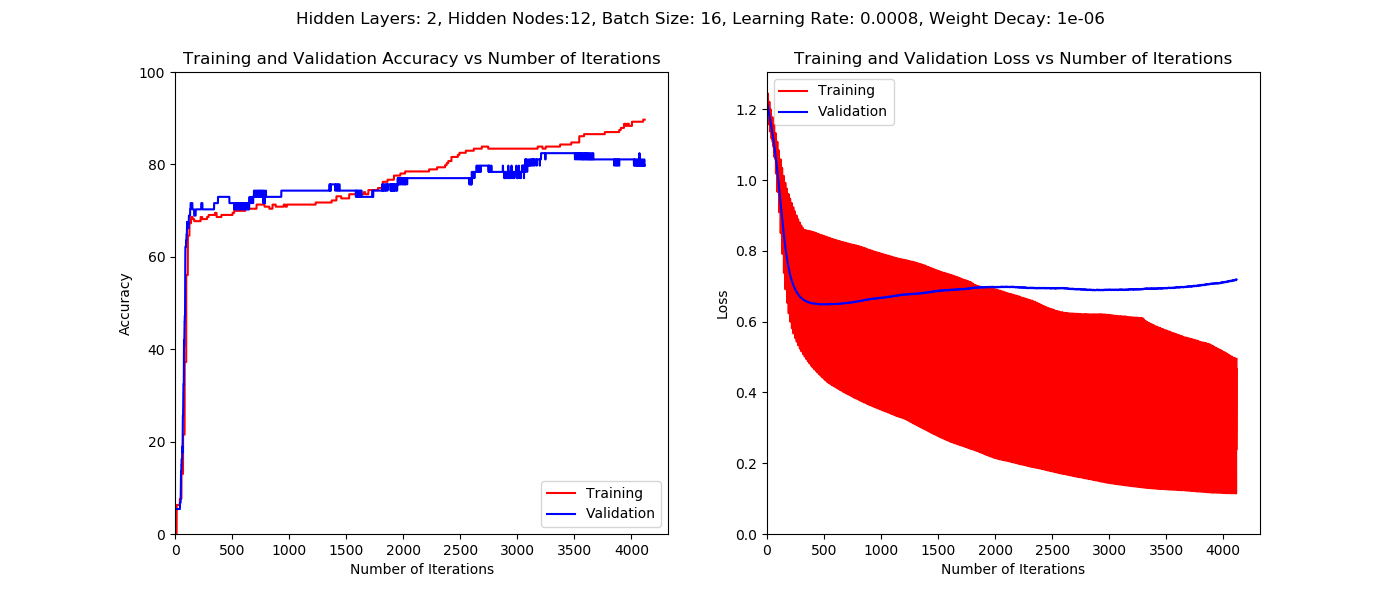 Hidden Layers: 2, Hidden Nodes:12, Batch Size: 16, Learning Rate: 0.0008, Weight Decay: 1e-06
Training and Validation Accuracy vs Number of Iterations
100
80
60
40
20
0
Accuracy
0 500 1000 1500 2000 2500 3000 3500 4000
Number of Iterations
Training
Validation
Training and Validation Loss vs Number of Iterations
Training
Validation
1.2
1.0
0.8
0.6
0.4
0.2
0.0
Loss
0 500 1000 1500 2000 2500 3000 3500 4000
Number of Iterations